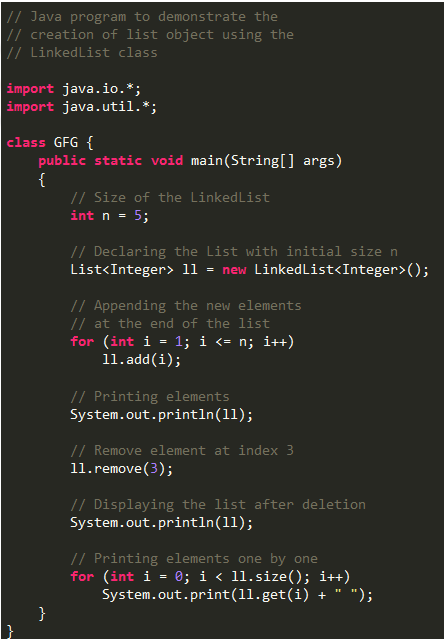 // Java program to demonstrate the
// creation of list object using the
// LinkedList class

import java.io.*;
import java.util.*;

class GFG {
    public static void main(String[] args)
    {
        // Size of the LinkedList
        int n = 5;

        // Declaring the List with initial size n
        List<Integer> ll = new LinkedList<Integer>();

        // Appending the new elements
        // at the end of the list
        for (int i = 1; i <= n; i++)
            ll.add(i);

        // Printing elements
        System.out.println(ll);

        // Remove element at index 3
        ll.remove(3);

        // Displaying the list after deletion
        System.out.println(ll);

        // Printing elements one by one
        for (int i = 0; i < ll.size(); i++)
            System.out.print(ll.get(i) + " ");
    }
}